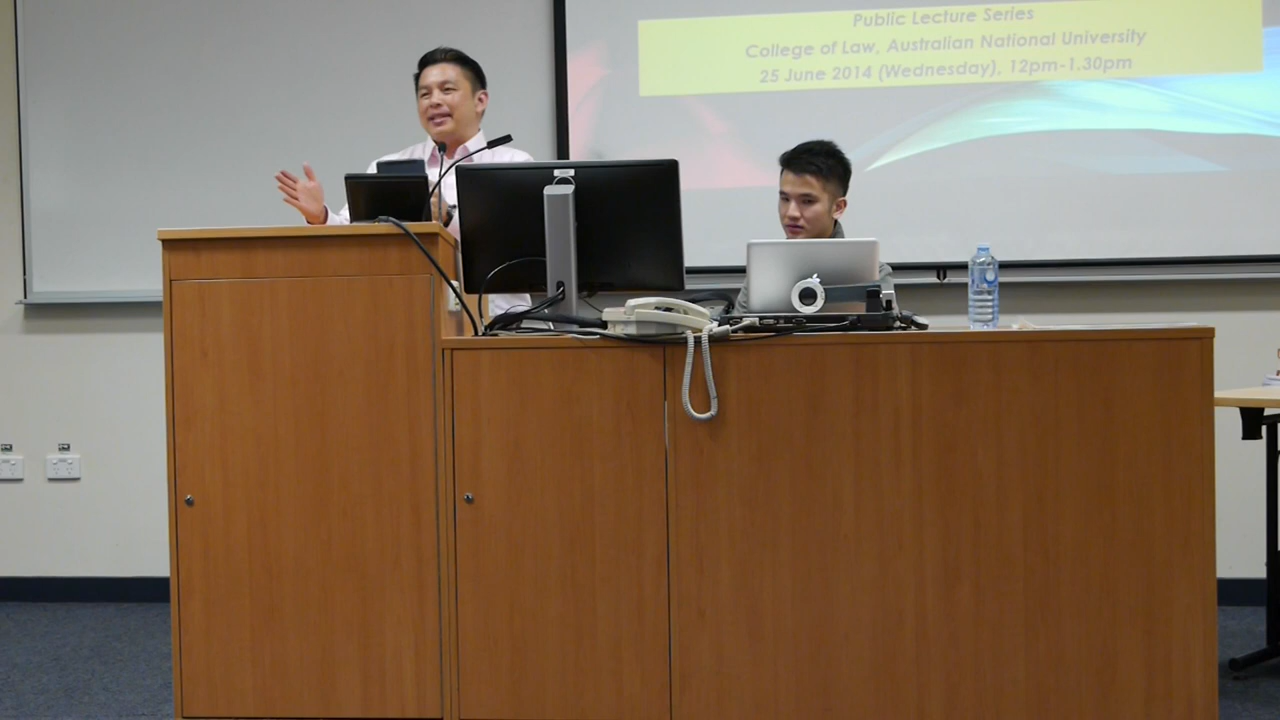 Public Lecture Series
College of Law, Australian National University
25 June 2014 (Wednesday), 12pm-1.30pm